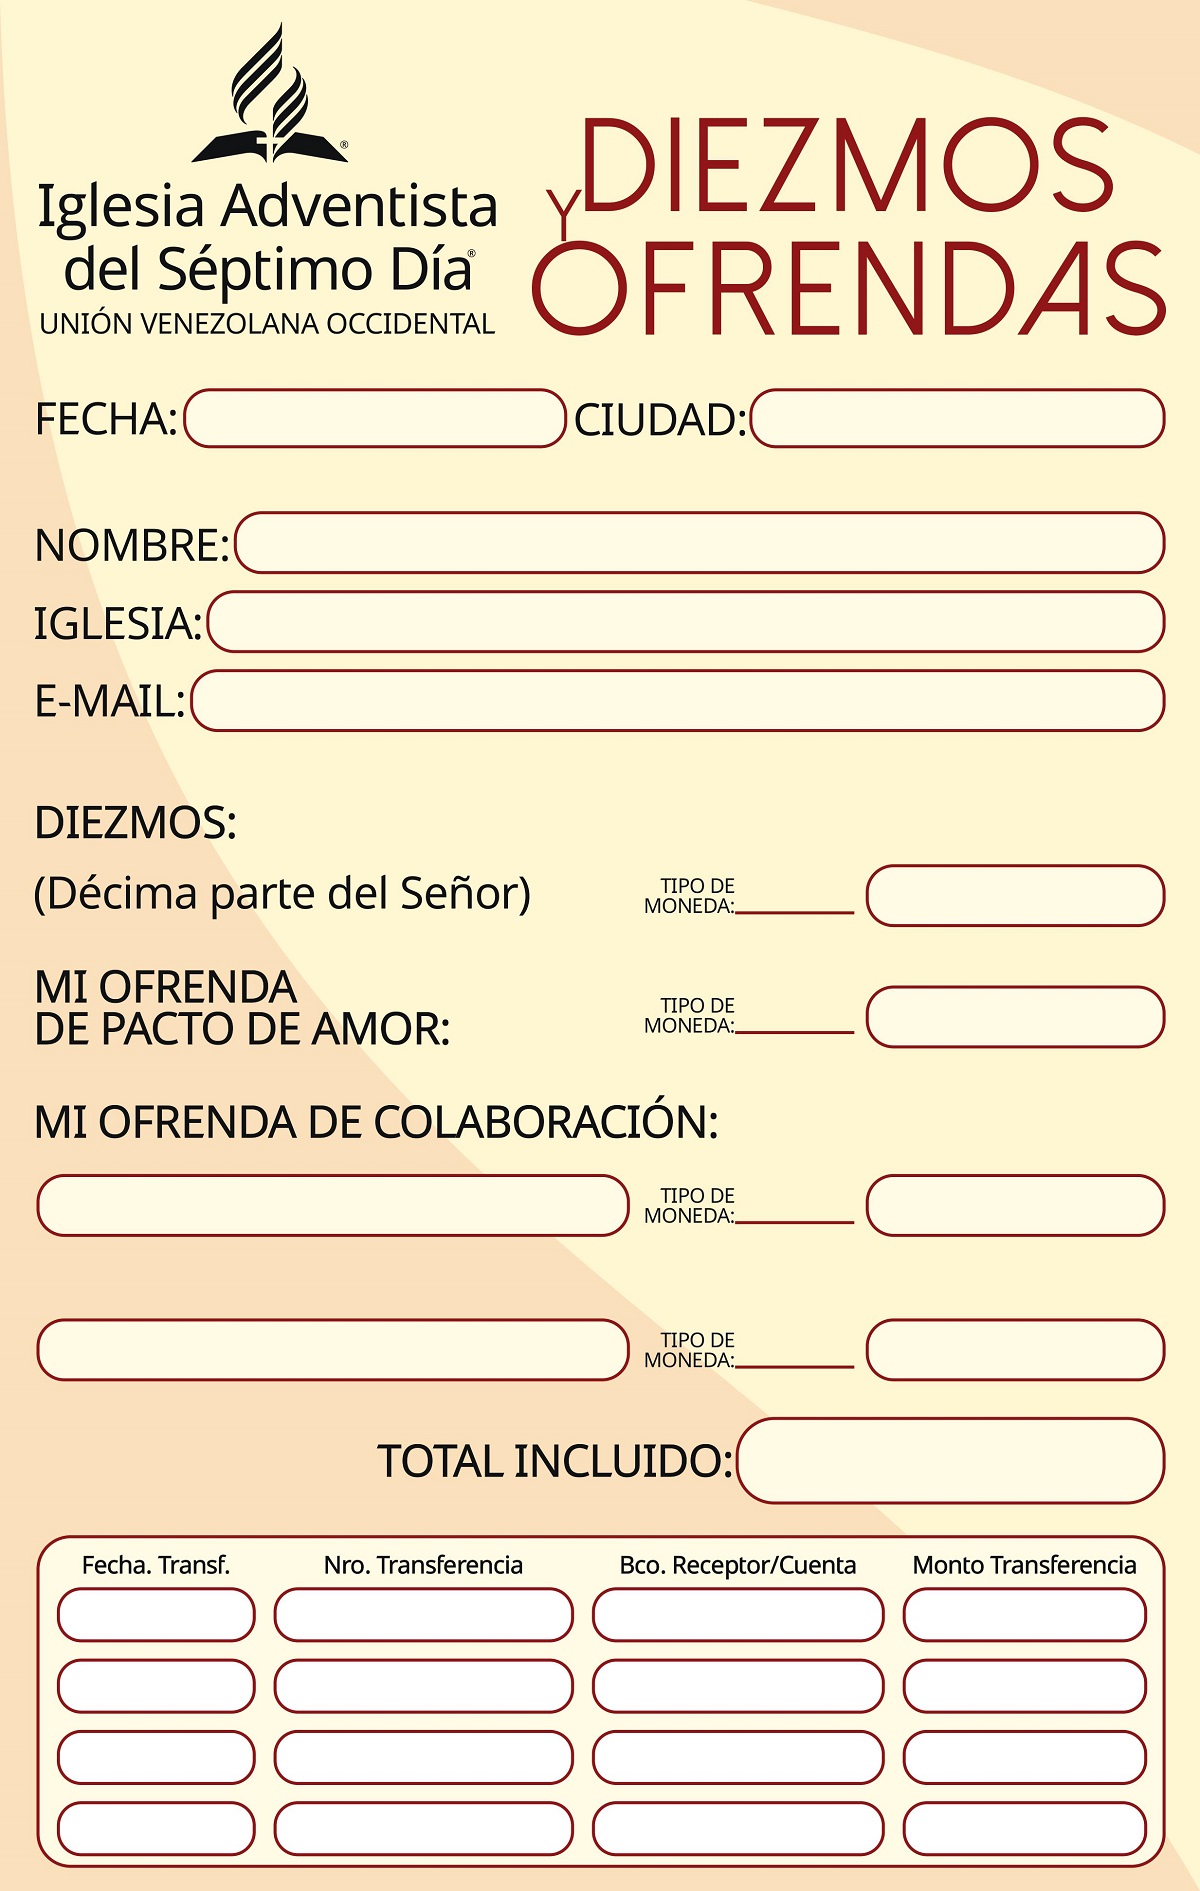 Iglesia Adventista
del Séptimo Día®
UNIÓN VENEZOLANA OCCIDENTAL
DIEZMOS
Y
OFRENDAS
FECHA: CIUDAD:
NOMBRE:
IGLESIA:
E-MAIL:
DIEZMOS:
(Décima parte del Señor)
TIPO DE
MONEDA:
MI OFRENDA
DE PACTO DE AMOR:
TIPO DE
MONEDA:
MI OFRENDA DE COLABORACIÓN:
TIPO DE
MONEDA:
TIPO DE
MONEDA:
TOTAL INCLUIDO:
Fecha. Transf. Nro. Transferencia Bco. Receptor/Cuenta Monto Transferencia